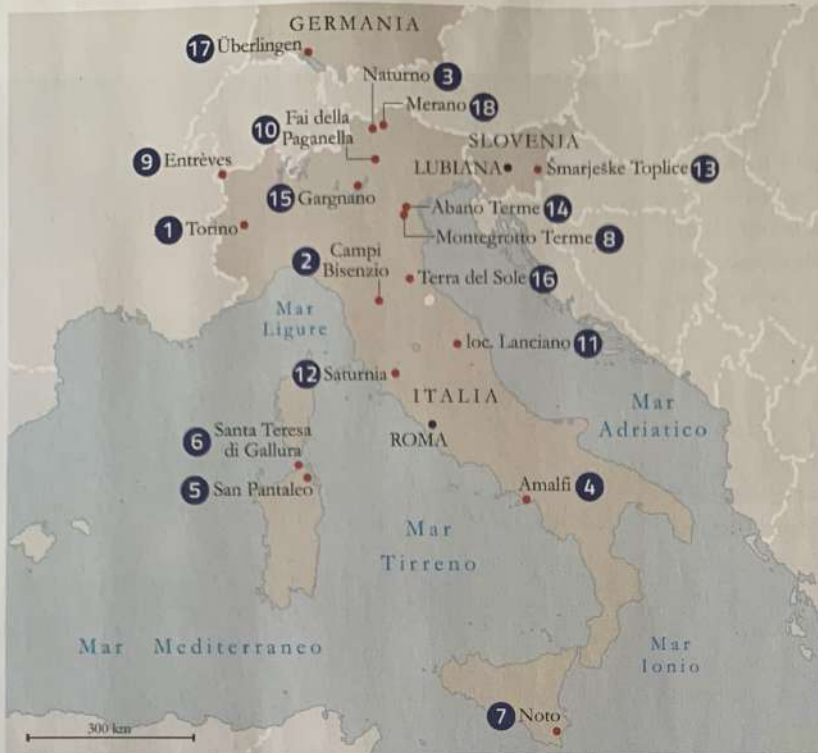 GERMANIA
17 Überlingen
Naturno 3
Merano 18
10 Fai della
Paganella
SLOVENIA
9 Entrèves
LUBIANA
Šmarješke Toplice 13
15 Gargnano
Abano Terme 14
1 Torino
Montegrotto Terme 8
2 Campi
Bisenzio
Terra del Sole 16
Mar
Ligure
loc. Lanciano 11
12 Saturnia
ITALIA
Mar
Adriatico
ROMA
6 Santa Teresa
di Gallura
5 San Pantaleo
Amalfi 4
Mar
Tirreno
Mar Mediterraneo
Mar
Ionio
7 Noto
300 km